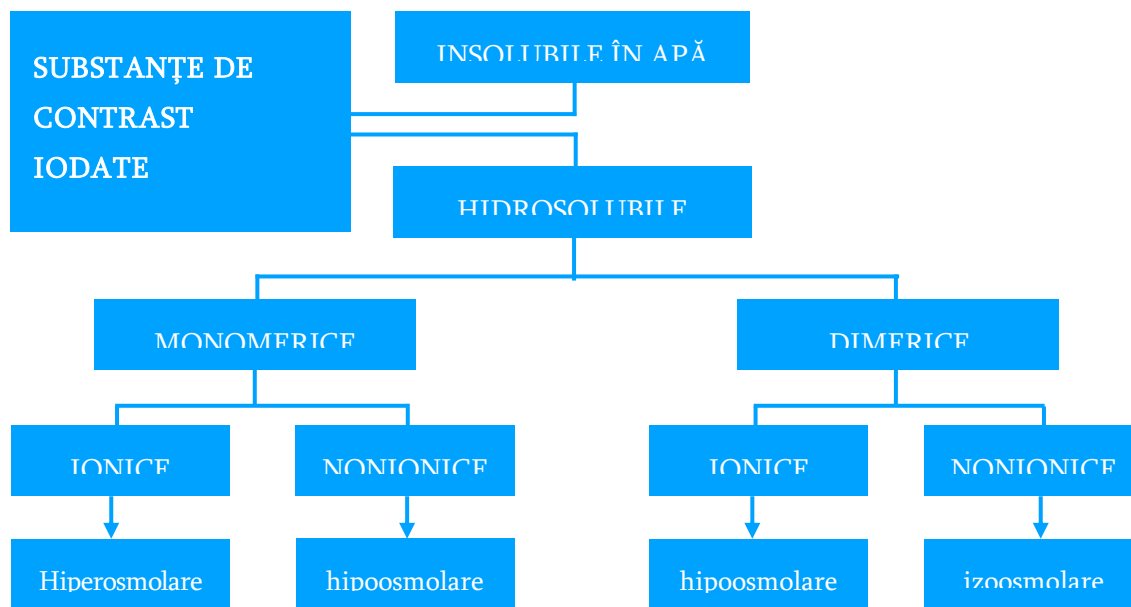 SUBSTANȚE DE
CONTRAST
IODATE
INSOLUBILE ÎN APĂ
HIDROSOLUBILE
MONOMERICE
DIMERICE
IONICE
NONIONICE
IONICE
NONIONICE
Hiperosmolare
hipoosmolare
hipoosmolare
izoosmolare